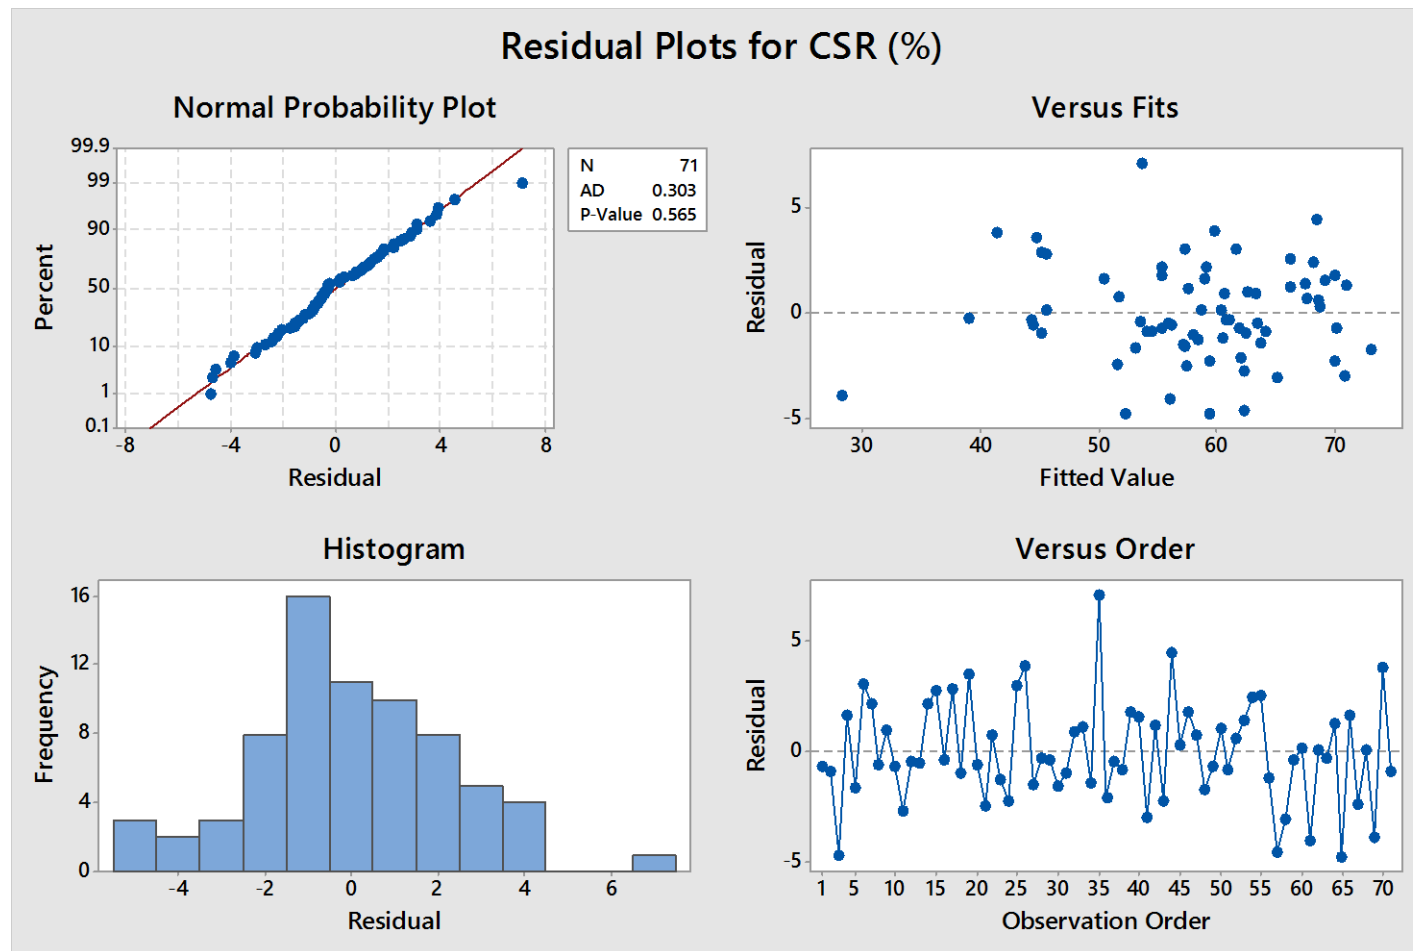 Residual Plots for CSR (%)
Normal Probability Plot
99.9
99
90
50
10
1
0.1
Percent
-8 -4 0 4 8
Residual
N 71
AD 0.303
P-Value 0.565
Versus Fits
5
0
-5
Residual
30 40 50 60 70
Fitted Value
Histogram
16
12
8
4
0
Frequency
-4 -2 0 2 4 6
Residual
Versus Order
5
0
-5
Residual
1 5 10 15 20 25 30 35 40 45 50 55 60 65 70
Observation Order